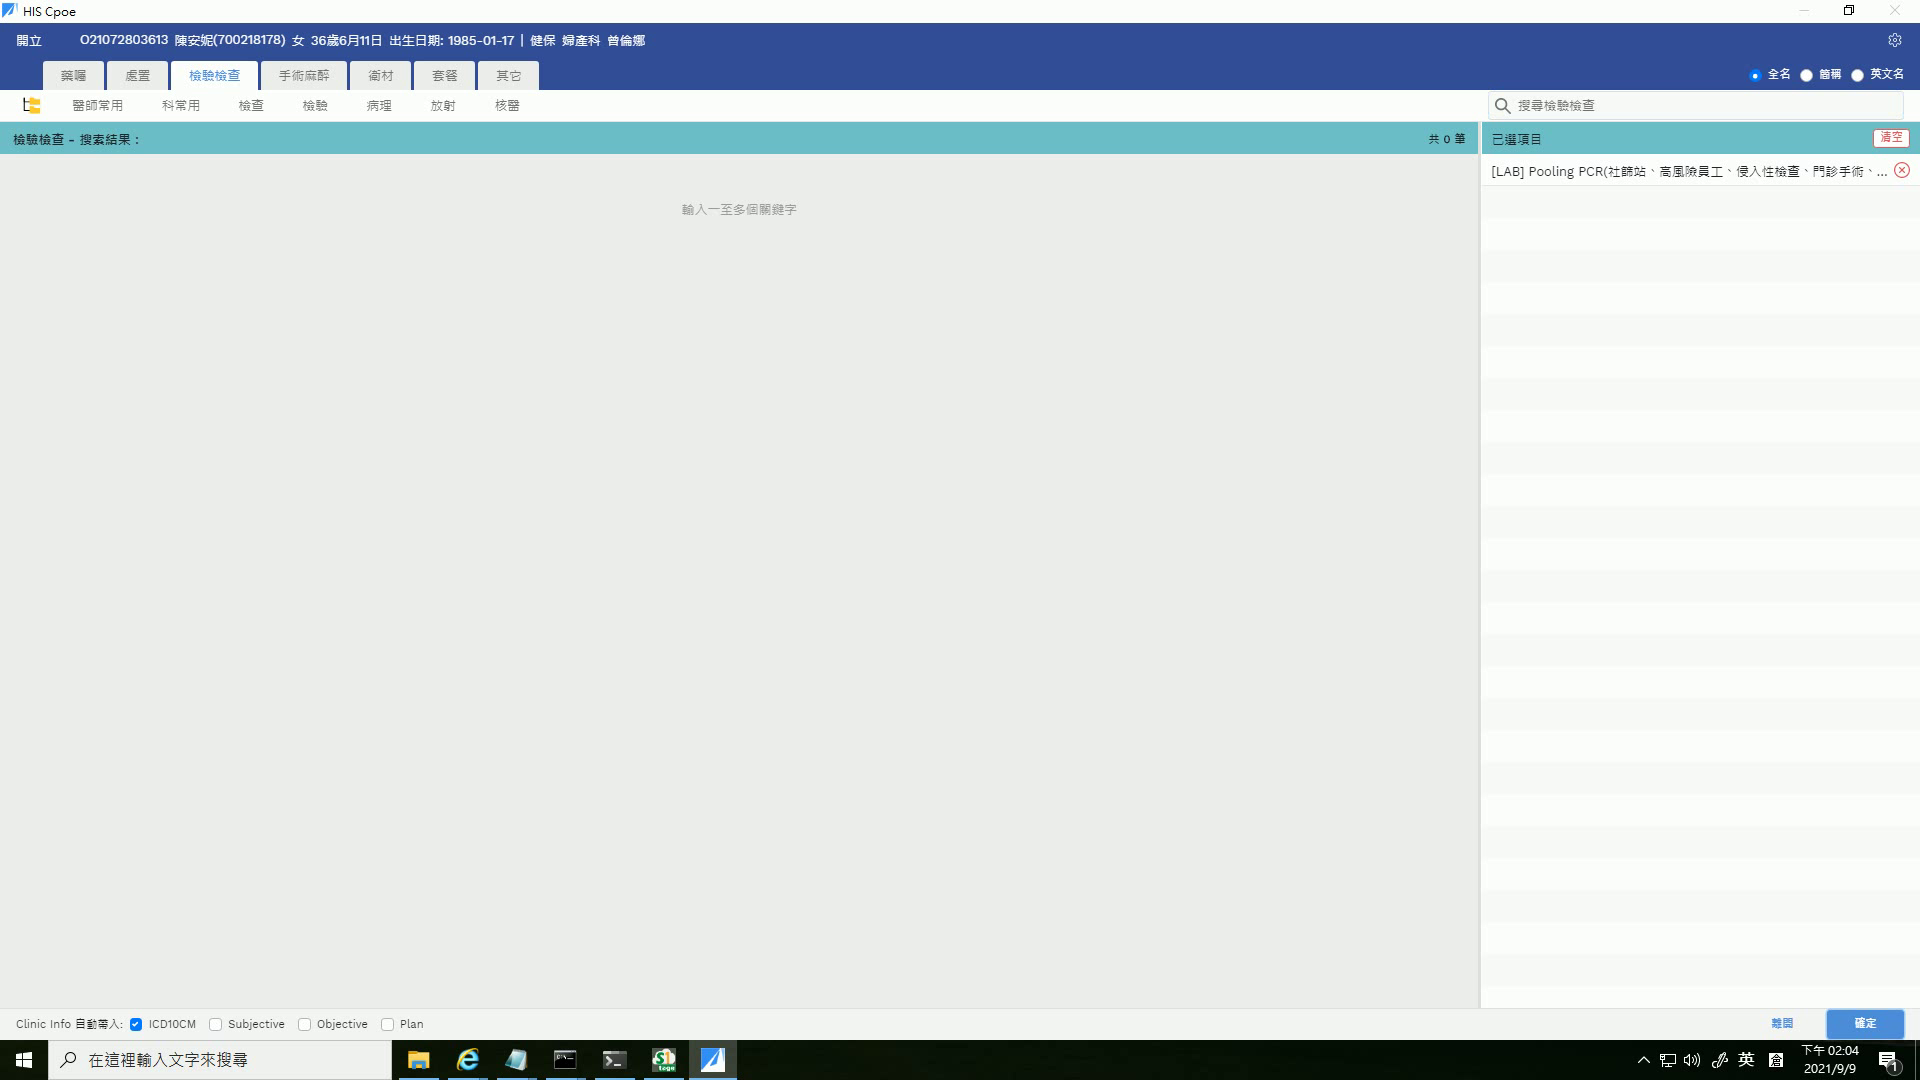 HIS Cpoe
開立 O21072803613 陳安妮(700218178) 女 36歲6月11日 出生日期: 1985-01-17 | 健保 婦產科 曾倫娜
藥囑 處置 檢驗檢查 手術麻醉 衛材 套餐 其它
全名 簡稱 英文名
醫師常用 科常用 檢查 檢驗 病理 放射 核醫
搜尋檢驗檢查
檢驗檢查 - 搜索結果：
共 0 筆
已選項目
清空
[LAB] Pooling PCR(社篩站、高風險員工、侵入性檢查、門診手術、...
輸入一至多個關鍵字
Clinic Info 自動帶入: ICD10CM Subjective Objective Plan
離開 確定
在這裡輸入文字來搜尋
英
下午 02:04
2021/9/9
1